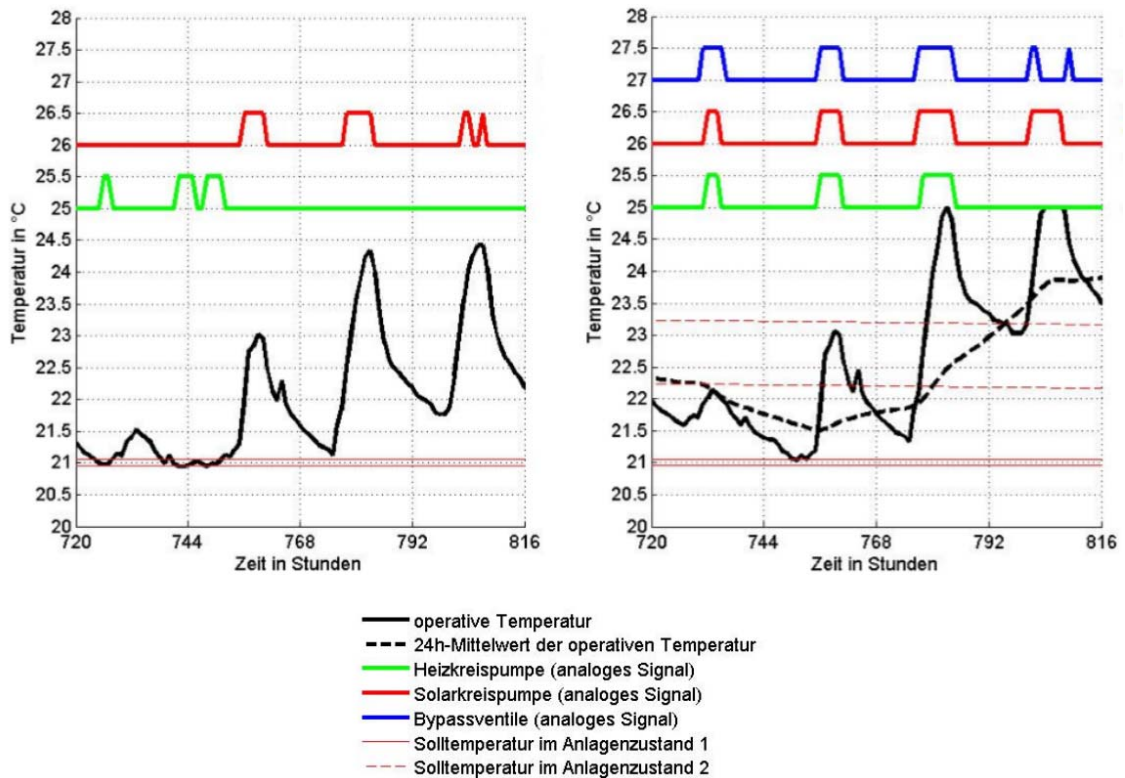 28
27.5
27
26.5
26
25.5
25
24.5
24
23.5
23
22.5
22
21.5
21
20.5
20
Temperatur in °C
720 744 768 792 816
Zeit in Stunden
28
27.5
27
26.5
26
25.5
25
24.5
24
23.5
23
22.5
22
21.5
21
20.5
20
Temperatur in °C
720 744 768 792 816
Zeit in Stunden
operative Temperatur
24h-Mittelwert der operativen Temperatur
Heizkreispumpe (analoges Signal)
Solarkreispumpe (analoges Signal)
Bypassventile (analoges Signal)
Solltemperatur im Anlagenzustand 1
Solltemperatur im Anlagenzustand 2